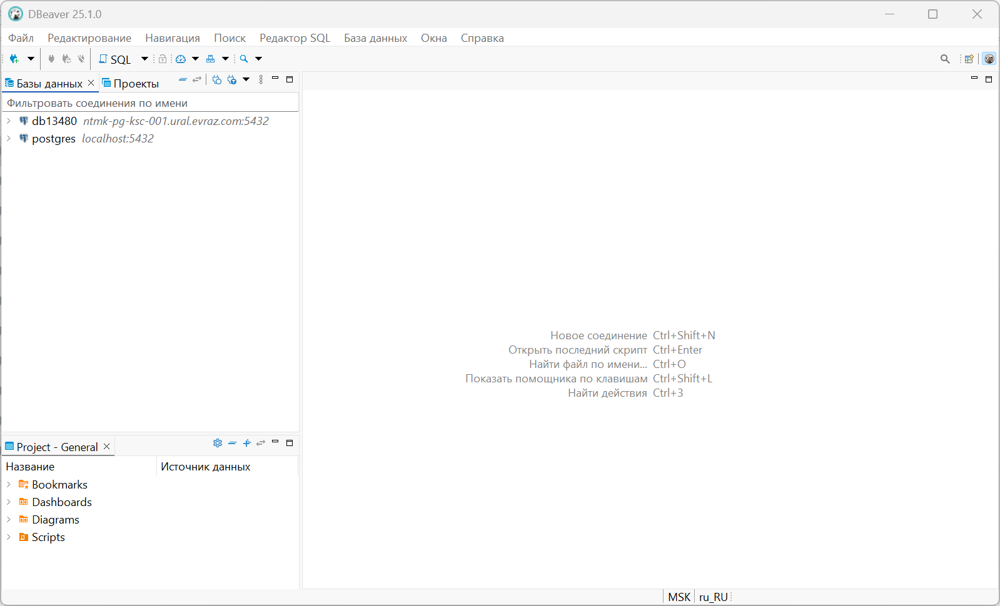 DBeaver 25.1.0
Файл Редактирование Навигация Поиск Редактор SQL База данных Окна Справка
SQL
Базы данных Проекты
Фильтровать соединения по имени
db13480 ntmk-pg-ksc-001.ural.evraz.com:5432
postgres localhost:5432
Новое соединение Ctrl+Shift+N
Открыть последний скрипт Ctrl+Enter
Найти файл по имени... Ctrl+O
Показать помощника по клавишам Ctrl+Shift+L
Найти действия Ctrl+3
Project - General
Название Источник данных
Bookmarks
Dashboards
Diagrams
Scripts
MSK ru_RU